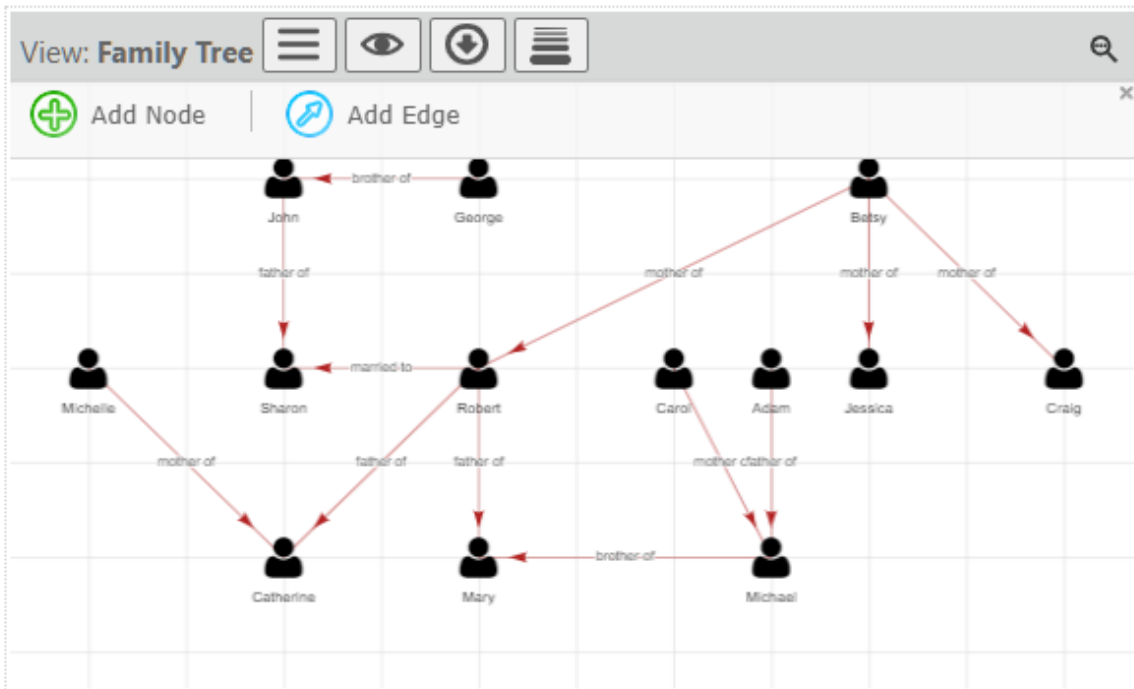 View: Family Tree
Add Node
Add Edge
brother of
John
George
Betsy
father of
mother of
mother of
mother of
married to
Michelle
Sharon
Robert
Carol
Adam
Jessica
Craig
mother of
father of
father of
mother of
father of
brother of
Catherine
Mary
Michael